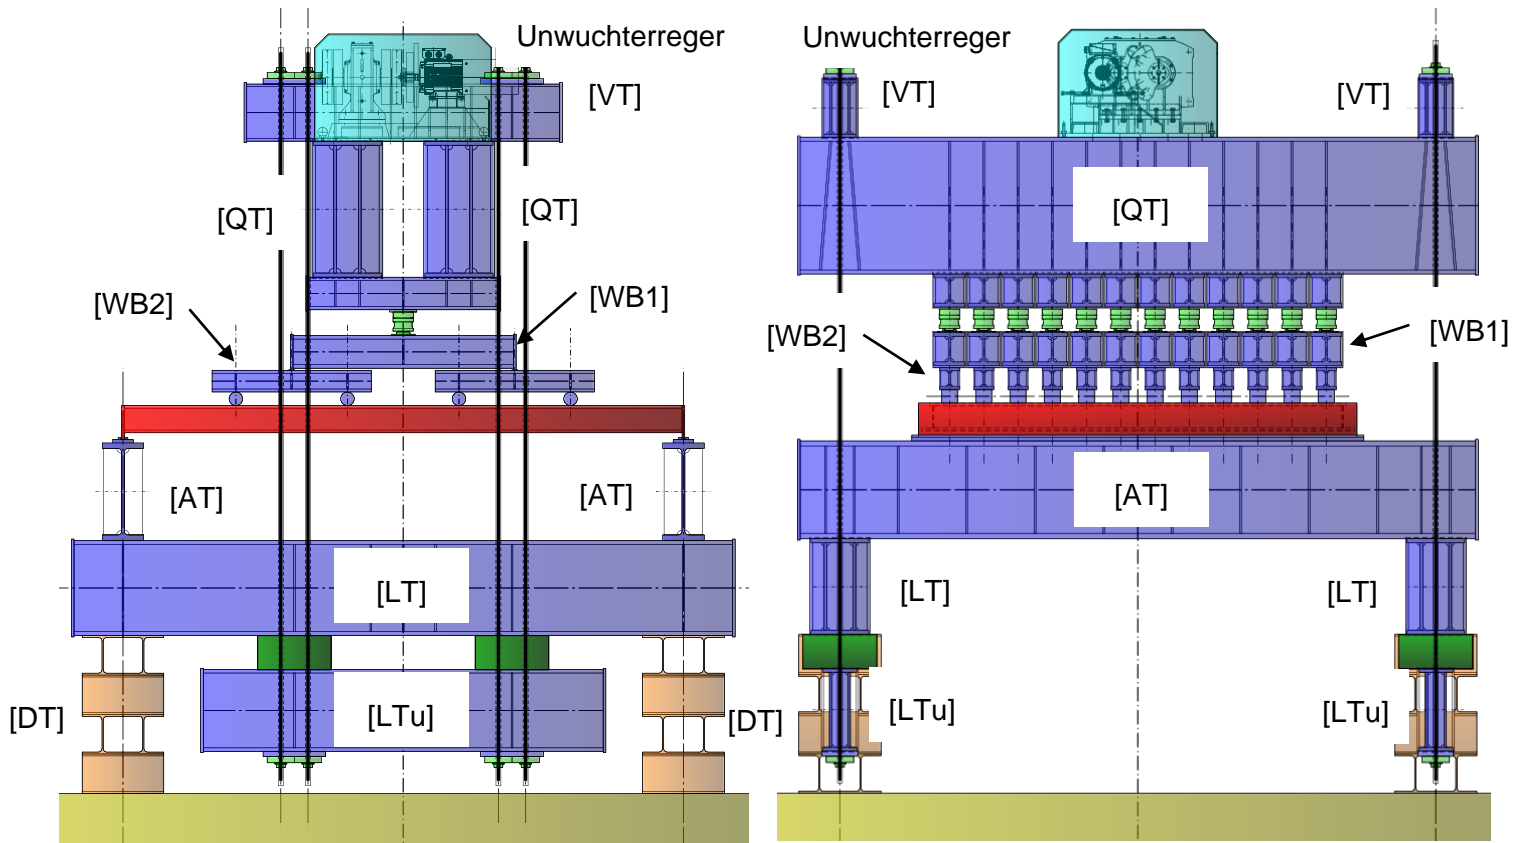 Unwuchterreger
[VT]
[QT]
[QT]
[WB2]
[WB1]
[AT]
[AT]
[LT]
[DT]
[LTu]
[DT]
Unwuchterreger
[VT]
[VT]
[QT]
[WB2]
[WB1]
[AT]
[LT]
[LT]
[LTu]
[LTu]